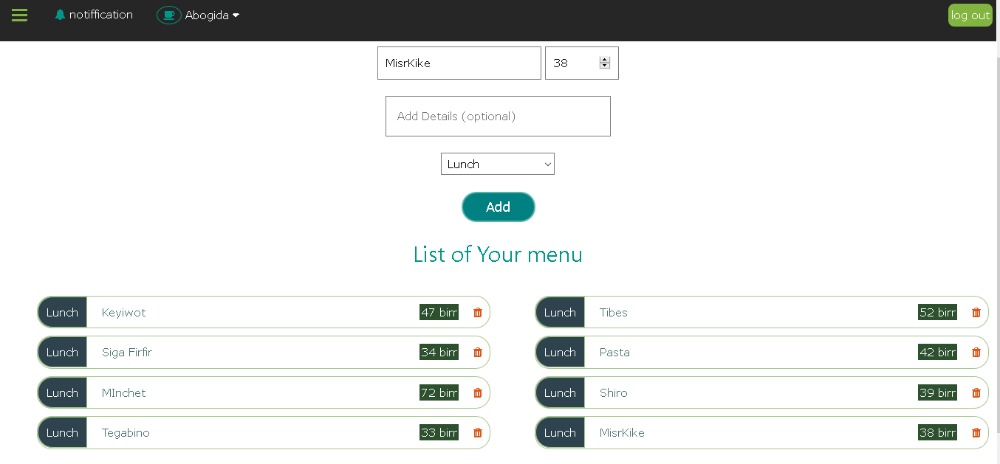 notiffication Abogida log out
MisrKike 38
Add Details (optional)
Lunch
Add
List of Your menu
Lunch Keyiwot 47 birr Lunch Tibes 52 birr
Lunch Siga Firfir 34 birr Lunch Pasta 42 birr
Lunch MInchet 72 birr Lunch Shiro 39 birr
Lunch Tegabino 33 birr Lunch MisrKike 38 birr